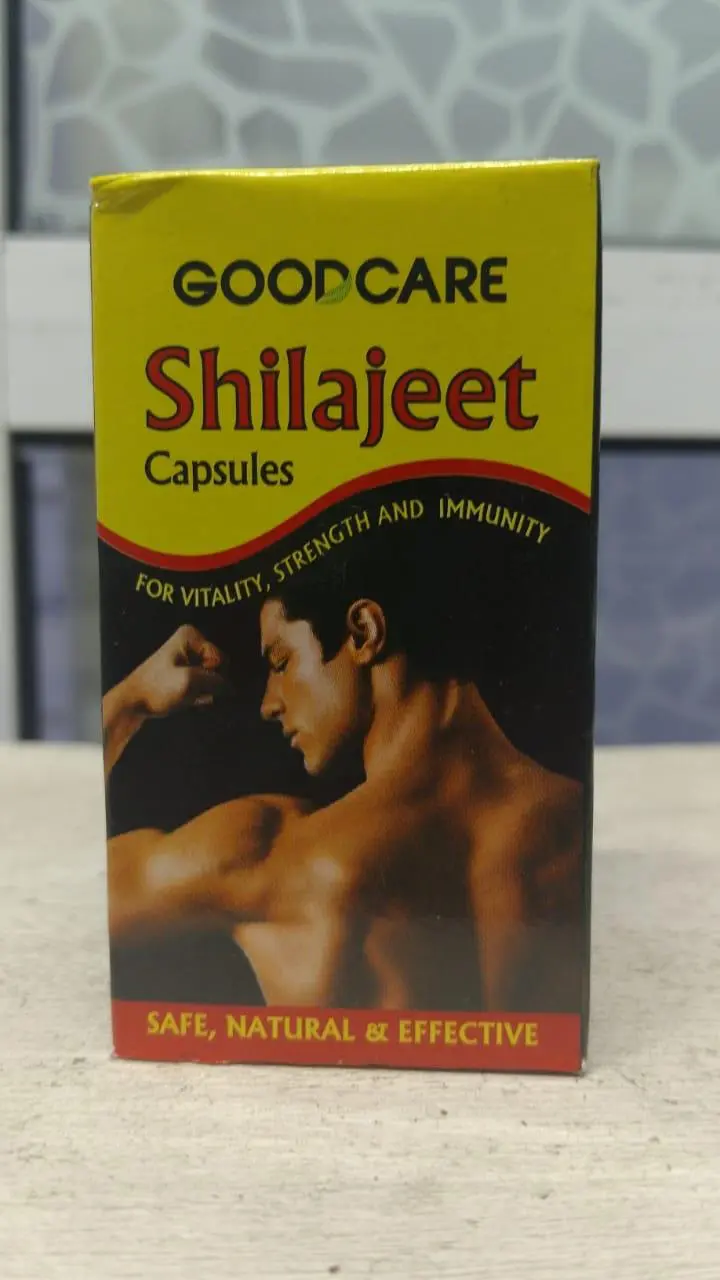 GOODCARE
Shilajeet
Capsules
FOR VITALITY, STRENGTH AND IMMUNITY
SAFE, NATURAL & EFFECTIVE